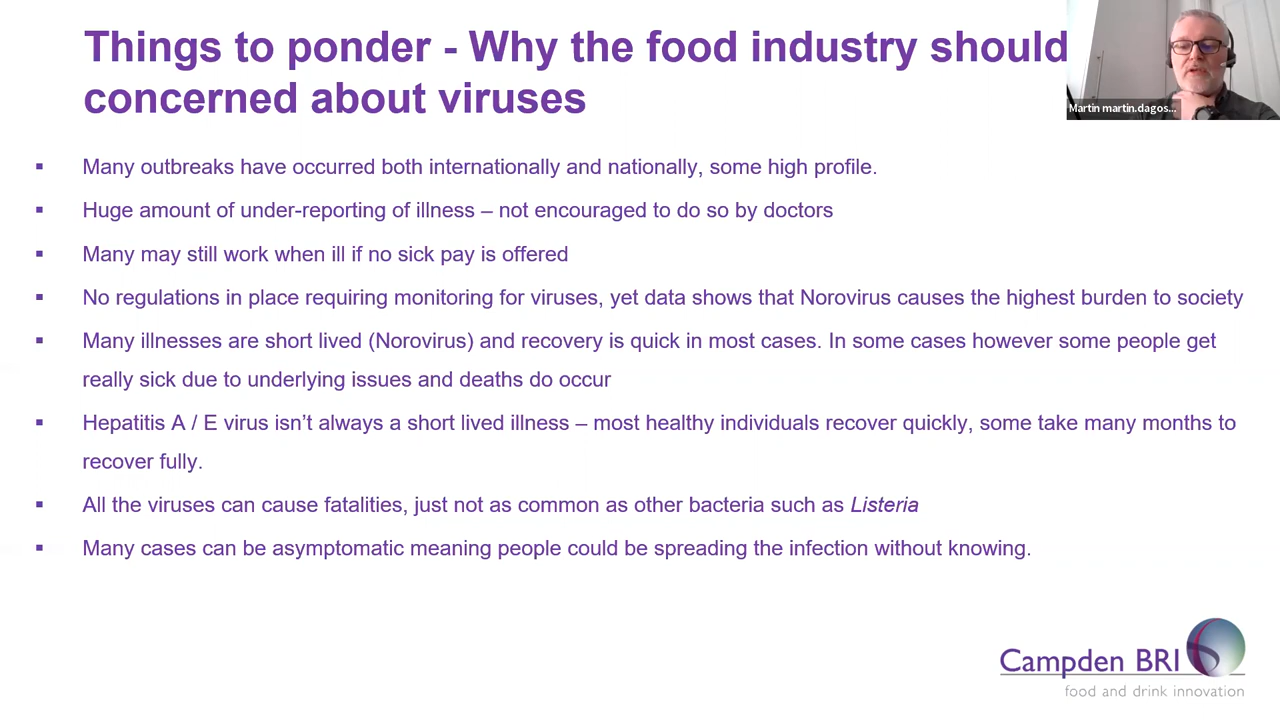 Things to ponder - Why the food industry should
concerned about viruses
Martin martin.dagos...
▪ Many outbreaks have occurred both internationally and nationally, some high profile.
▪ Huge amount of under-reporting of illness – not encouraged to do so by doctors
▪ Many may still work when ill if no sick pay is offered
▪ No regulations in place requiring monitoring for viruses, yet data shows that Norovirus causes the highest burden to society
▪ Many illnesses are short lived (Norovirus) and recovery is quick in most cases. In some cases however some people get
really sick due to underlying issues and deaths do occur
▪ Hepatitis A / E virus isn’t always a short lived illness – most healthy individuals recover quickly, some take many months to
recover fully.
▪ All the viruses can cause fatalities, just not as common as other bacteria such as Listeria
▪ Many cases can be asymptomatic meaning people could be spreading the infection without knowing.
Campden BRI
food and drink innovation